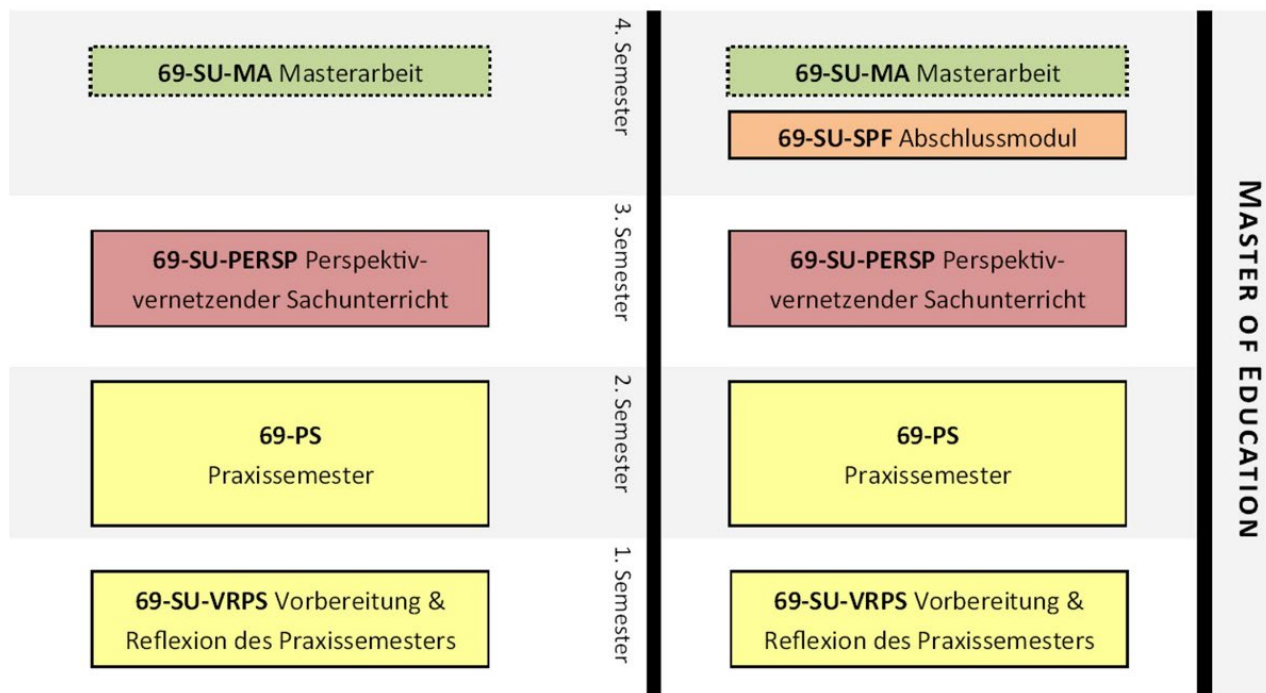 4. Semester
69-SU-MA Masterarbeit
69-SU-MA Masterarbeit
69-SU-SPF Abschlussmodul
3. Semester
69-SU-PERSP Perspektiv-
vernetzender Sachunterricht
69-SU-PERSP Perspektiv-
vernetzender Sachunterricht
2. Semester
69-PS
Praxissemester
69-PS
Praxissemester
1. Semester
69-SU-VRPS Vorbereitung &
Reflexion des Praxissemesters
69-SU-VRPS Vorbereitung &
Reflexion des Praxissemesters
MASTER OF EDUCATION